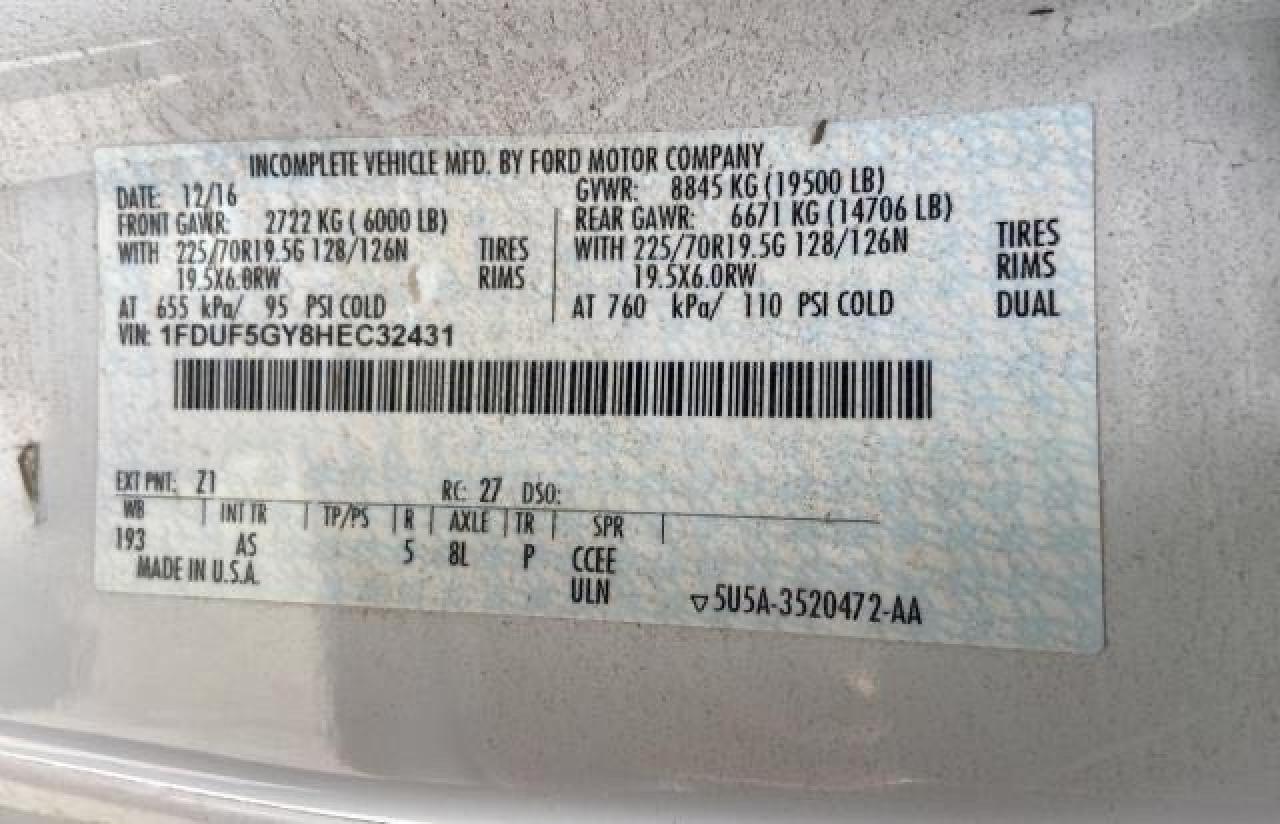 INCOMPLETE VEHICLE MFD. BY FORD MOTOR COMPANY
DATE: 12/16 GVWR: 8845 KG (19500 LB)
FRONT GAWR: 2722 KG ( 6000 LB) REAR GAWR: 6671 KG (14706 LB)
WITH 225/70R19.5G 128/126N TIRES WITH 225/70R19.5G 128/126N TIRES
19.5X6.0RW RIMS 19.5X6.0RW RIMS
AT 655 kPa/ 95 PSI COLD AT 760 kPa/ 110 PSI COLD DUAL
VIN: 1FDUF5GY8HEC32431
EXT PNT: Z1 RC: 27 DSO:
WB | INT TR | TP/PS | R | AXLE | TR | SPR |
193 AS 5 8L P CCEE
MADE IN U.S.A. ULN ▽5U5A-3520472-AA